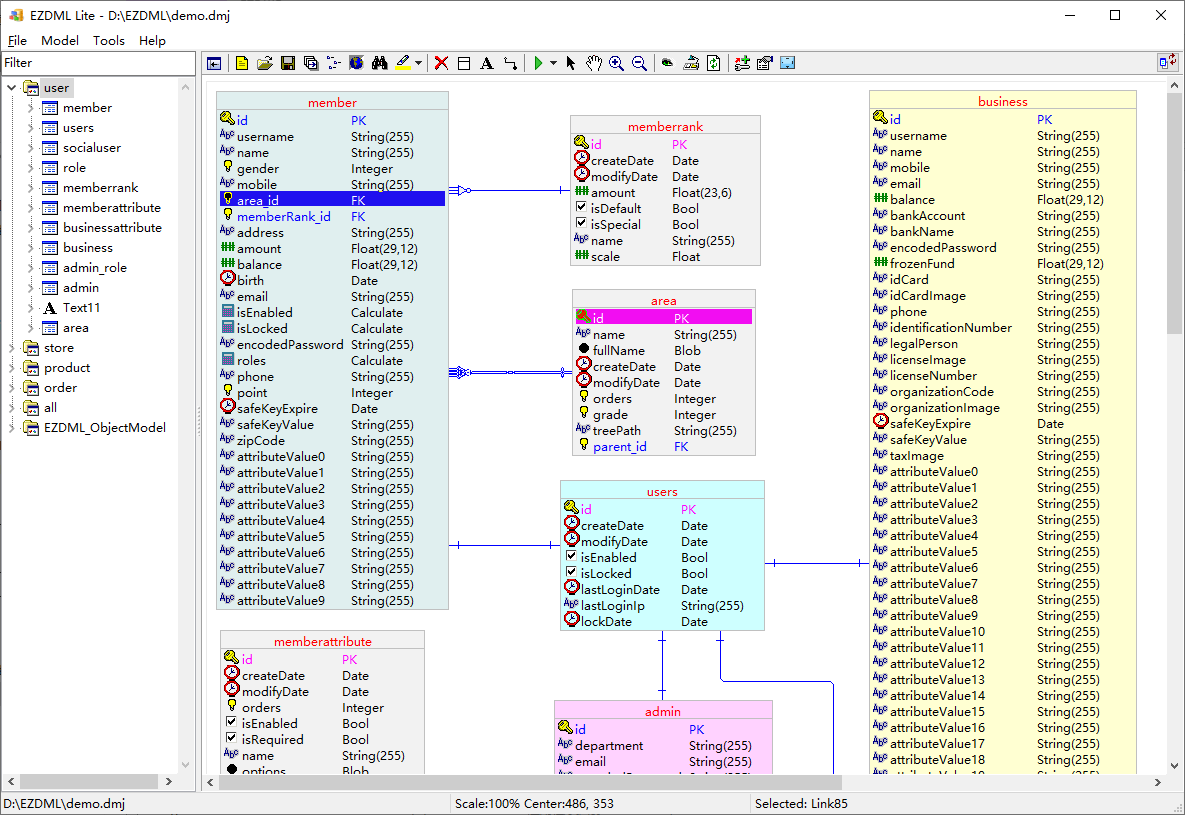 EZDML Lite - D:\EZDML\demo.dmj
File Model Tools Help
Filter
user
member
users
socialuser
role
memberrank
memberattribute
businessattribute
business
admin_role
admin
A Text11
area
store
product
order
all
EZDML_ObjectModel
member
id PK
username String(255)
name String(255)
gender Integer
mobile String(255)
area_id FK
memberRank_id FK
address String(255)
amount Float(29,12)
balance Float(29,12)
birth Date
email String(255)
isEnabled Calculate
isLocked Calculate
encodedPassword String(255)
roles Calculate
phone String(255)
point Integer
safeKeyExpire Date
safeKeyValue String(255)
zipCode String(255)
attributeValue0 String(255)
attributeValue1 String(255)
attributeValue2 String(255)
attributeValue3 String(255)
attributeValue4 String(255)
attributeValue5 String(255)
attributeValue6 String(255)
attributeValue7 String(255)
attributeValue8 String(255)
attributeValue9 String(255)
memberattribute
id PK
createDate Date
modifyDate Date
orders Integer
isEnabled Bool
isRequired Bool
name String(255)
options Blob
memberrank
id PK
createDate Date
modifyDate Date
amount Float(23,6)
isDefault Bool
isSpecial Bool
name String(255)
scale Float
area
id PK
name String(255)
fullName Blob
createDate Date
modifyDate Date
orders Integer
grade Integer
treePath String(255)
parent_id FK
users
id PK
createDate Date
modifyDate Date
isEnabled Bool
isLocked Bool
lastLoginDate Date
lastLoginIp String(255)
lockDate Date
admin
id PK
department String(255)
email String(255)
business
id PK
username String(255)
name String(255)
mobile String(255)
email String(255)
balance Float(29,12)
bankAccount String(255)
bankName String(255)
encodedPassword String(255)
frozenFund Float(29,12)
idCard String(255)
idCardImage String(255)
phone String(255)
identificationNumber String(255)
legalPerson String(255)
licenseImage String(255)
licenseNumber String(255)
organizationCode String(255)
organizationImage String(255)
safeKeyExpire Date
safeKeyValue String(255)
taxImage String(255)
attributeValue0 String(255)
attributeValue1 String(255)
attributeValue2 String(255)
attributeValue3 String(255)
attributeValue4 String(255)
attributeValue5 String(255)
attributeValue6 String(255)
attributeValue7 String(255)
attributeValue8 String(255)
attributeValue9 String(255)
attributeValue10 String(255)
attributeValue11 String(255)
attributeValue12 String(255)
attributeValue13 String(255)
attributeValue14 String(255)
attributeValue15 String(255)
attributeValue16 String(255)
attributeValue17 String(255)
attributeValue18 String(255)
D:\EZDML\demo.dmj
Scale:100% Center:486, 353
Selected: Link85